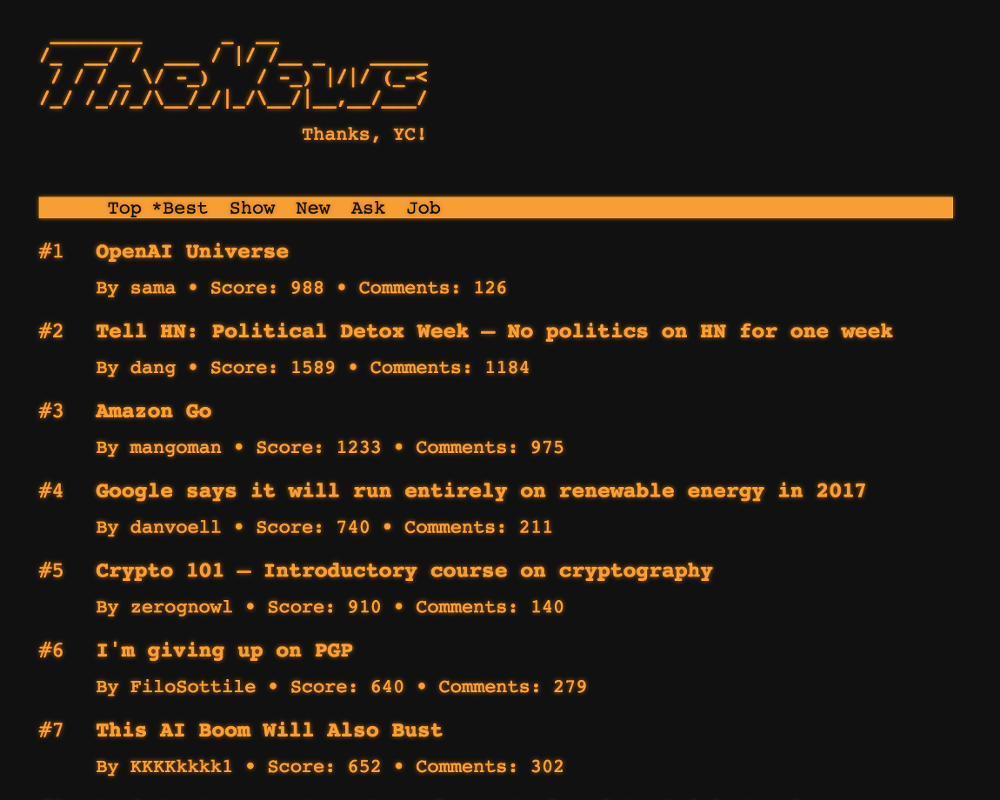 TheNews
Thanks, YC!
Top *Best Show New Ask Job
#1 OpenAI Universe
By sama • Score: 988 • Comments: 126
#2 Tell HN: Political Detox Week – No politics on HN for one week
By dang • Score: 1589 • Comments: 1184
#3 Amazon Go
By mangoman • Score: 1233 • Comments: 975
#4 Google says it will run entirely on renewable energy in 2017
By danvoell • Score: 740 • Comments: 211
#5 Crypto 101 – Introductory course on cryptography
By zerognowl • Score: 910 • Comments: 140
#6 I'm giving up on PGP
By FiloSottile • Score: 640 • Comments: 279
#7 This AI Boom Will Also Bust
By KKKKkkkk1 • Score: 652 • Comments: 302